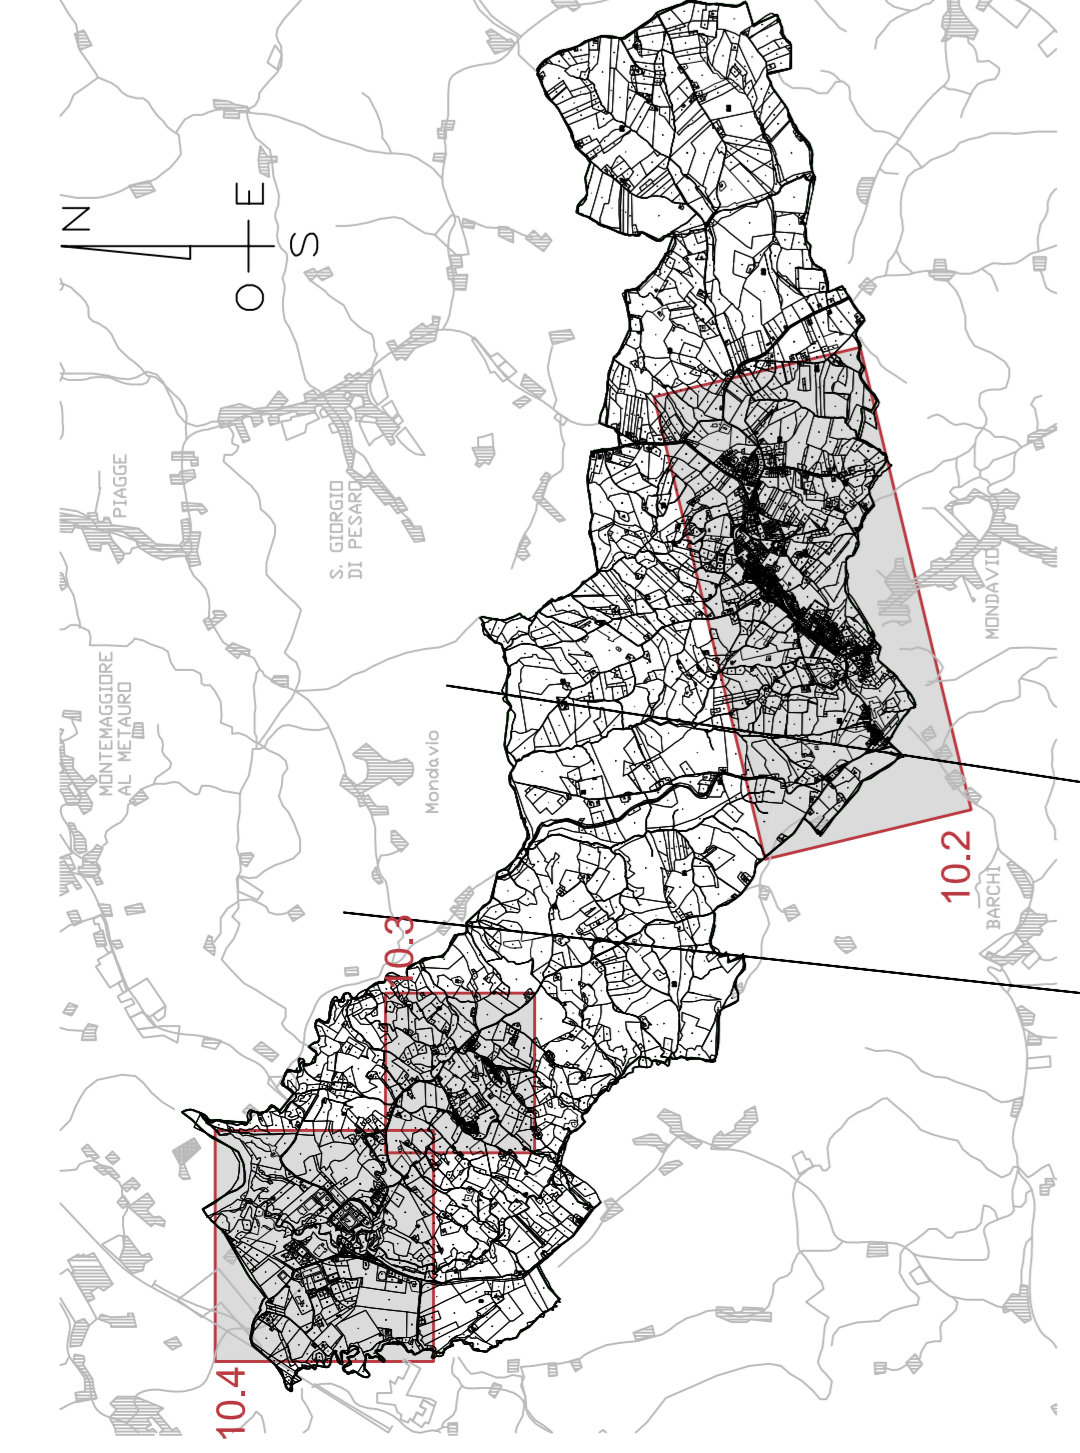 N
E
S
O
PIAGGE
S. GIORGIO
DI PESARO
MONTEMAGGIORE
AL METAURO
Mondavio
MONDAVIO
BARCHI
10.2
10.3
10.4